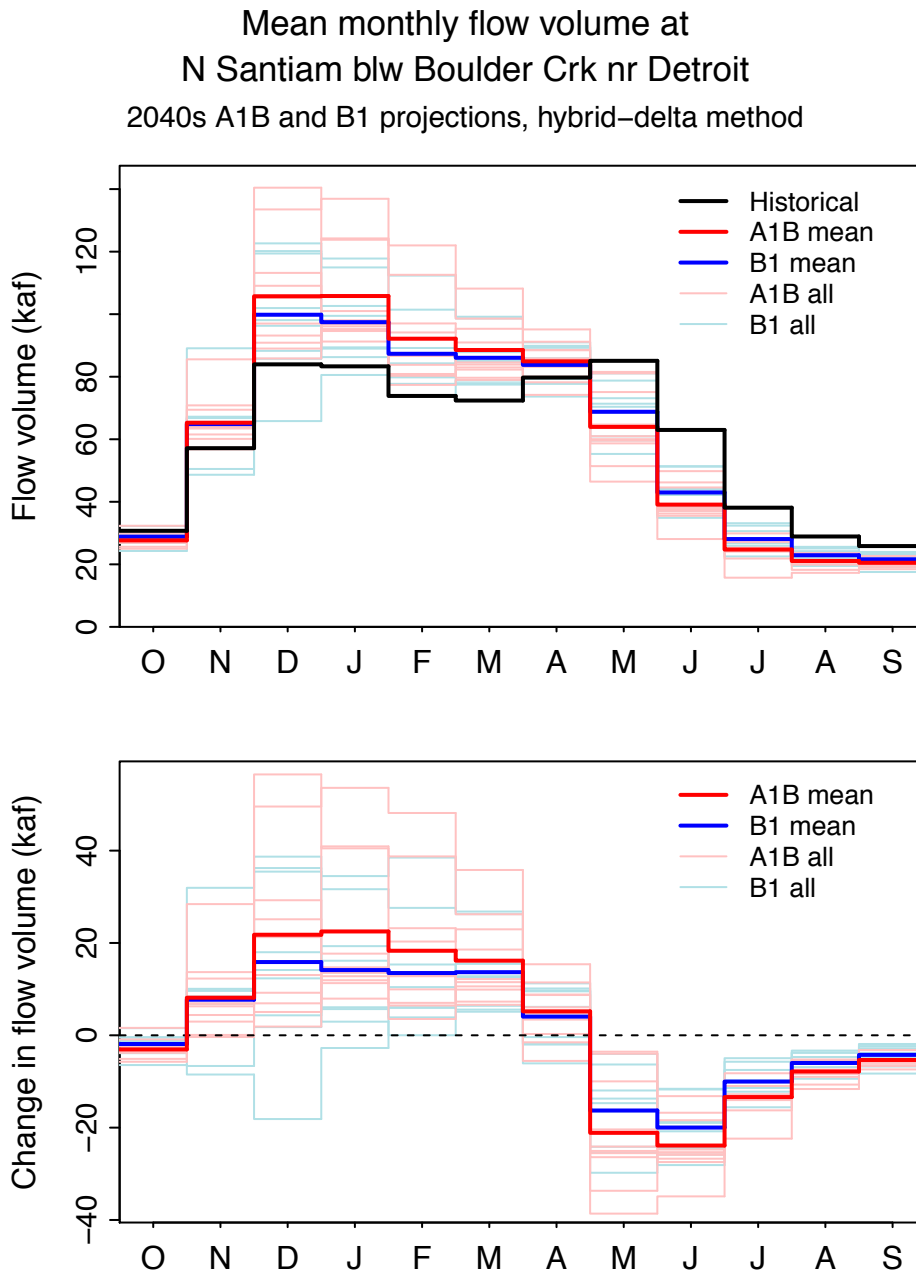 Mean monthly flow volume at
N Santiam blw Boulder Crk nr Detroit
2040s A1B and B1 projections, hybrid−delta method
Flow volume (kaf)
120
80
60
40
20
0
Historical
A1B mean
B1 mean
A1B all
B1 all
O N D J F M A M J J A S
Change in flow volume (kaf)
40
20
0
−20
−40
A1B mean
B1 mean
A1B all
B1 all
O N D J F M A M J J A S